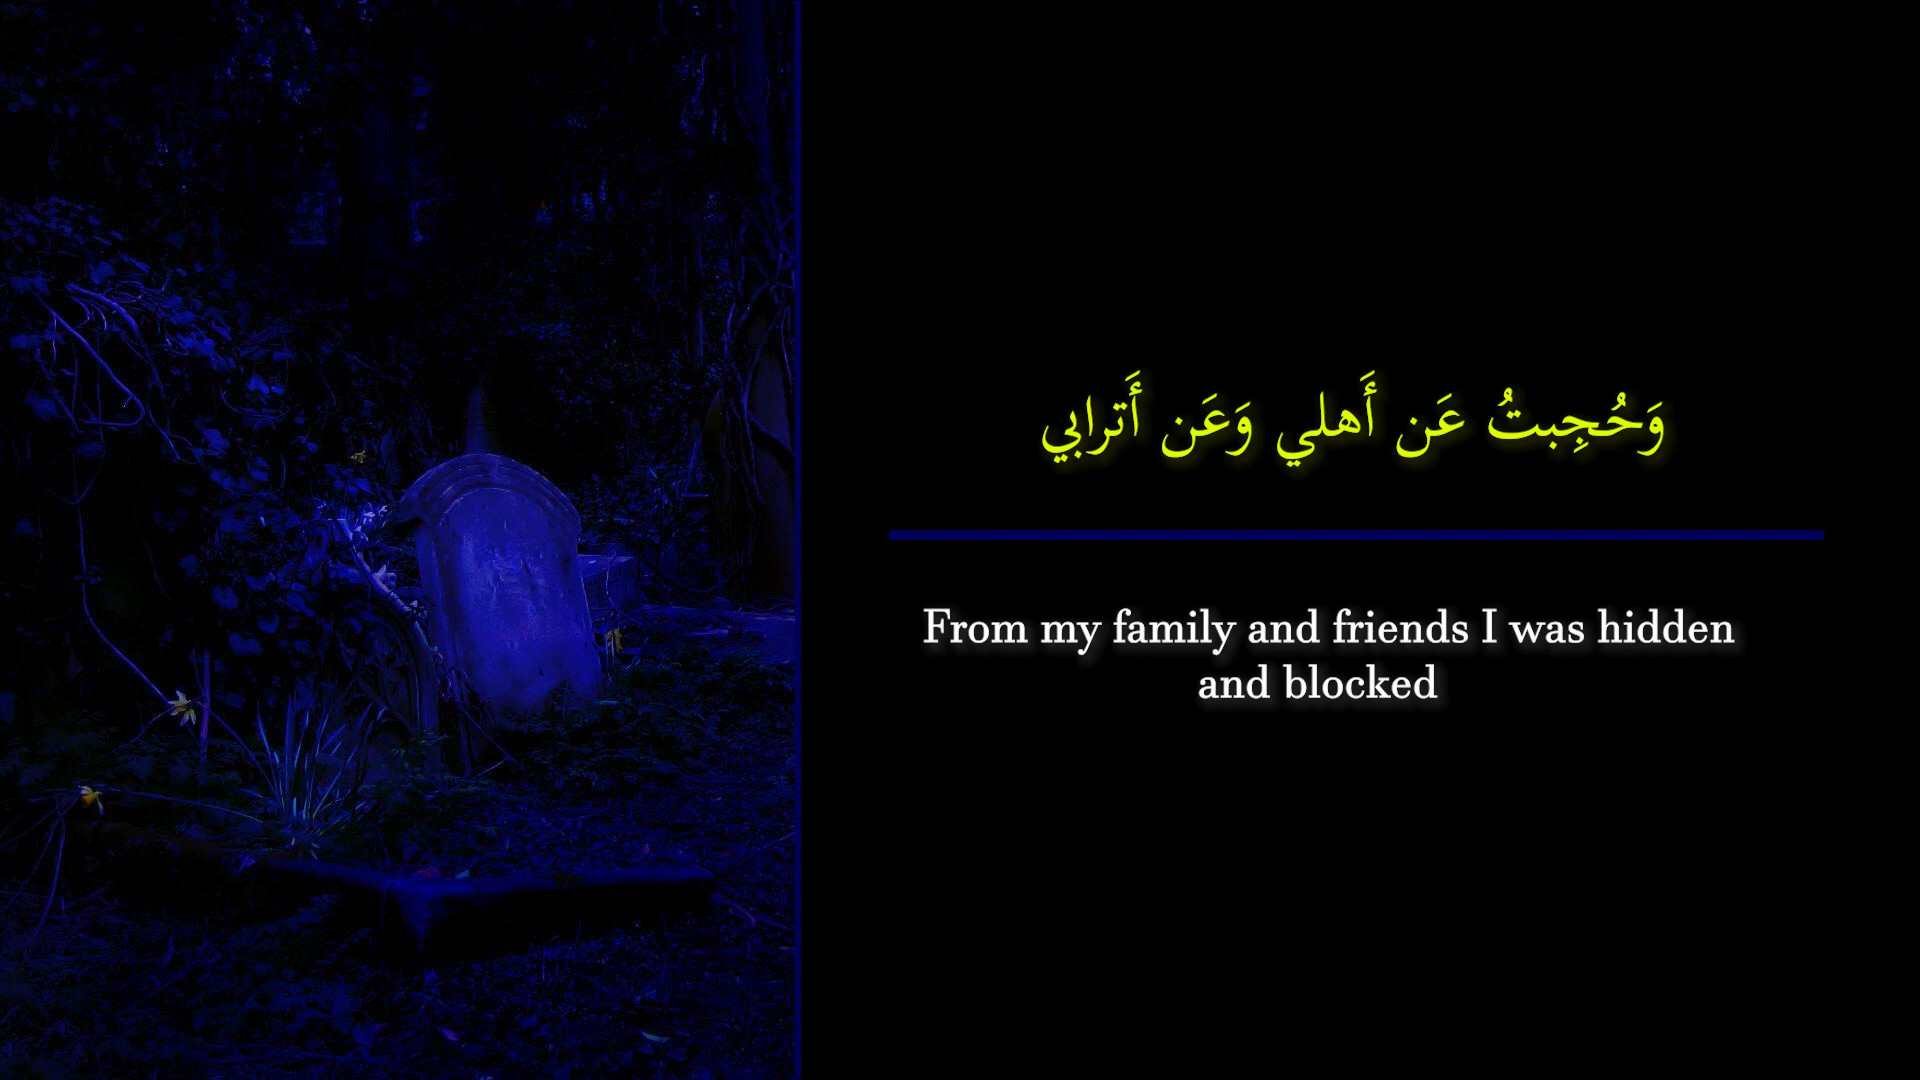 وَحُجِبتُ عَن أَهلي وَعَن أَترابي
From my family and friends I was hidden
and blocked